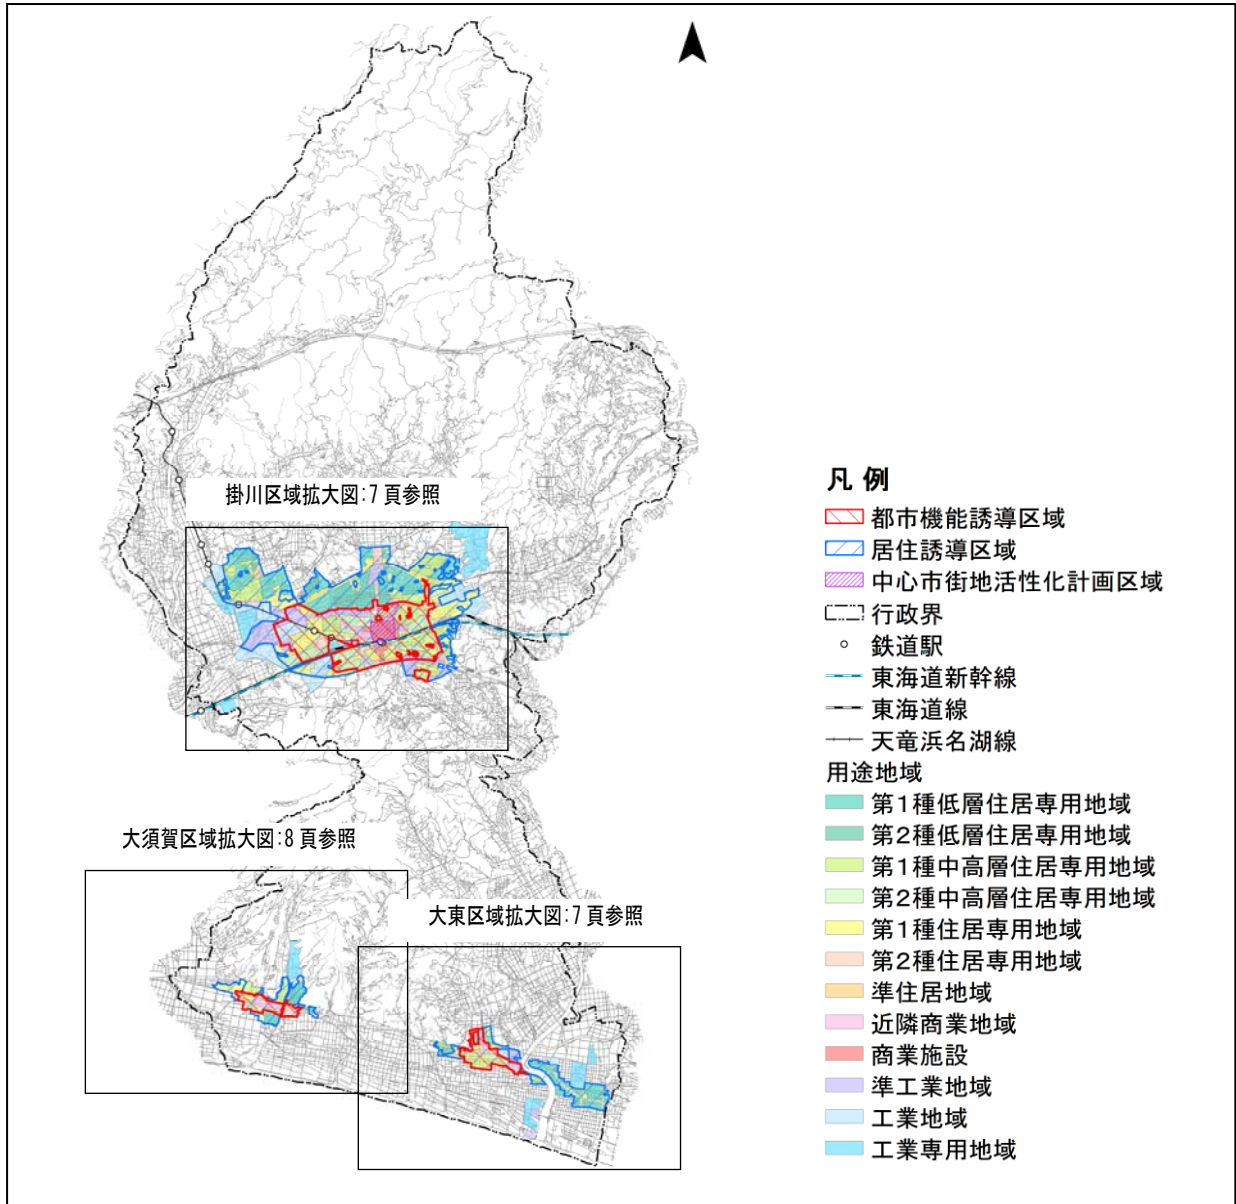 掛川区域拡大図:7頁参照
大須賀区域拡大図:8頁参照
大東区域拡大図:7頁参照
凡 例
都市機能誘導区域
居住誘導区域
中心市街地活性化計画区域
行政界
鉄道駅
東海道新幹線
東海道線
天竜浜名湖線
用途地域
第1種低層住居専用地域
第2種低層住居専用地域
第1種中高層住居専用地域
第2種中高層住居専用地域
第1種住居専用地域
第2種住居専用地域
準住居地域
近隣商業地域
商業施設
準工業地域
工業地域
工業専用地域